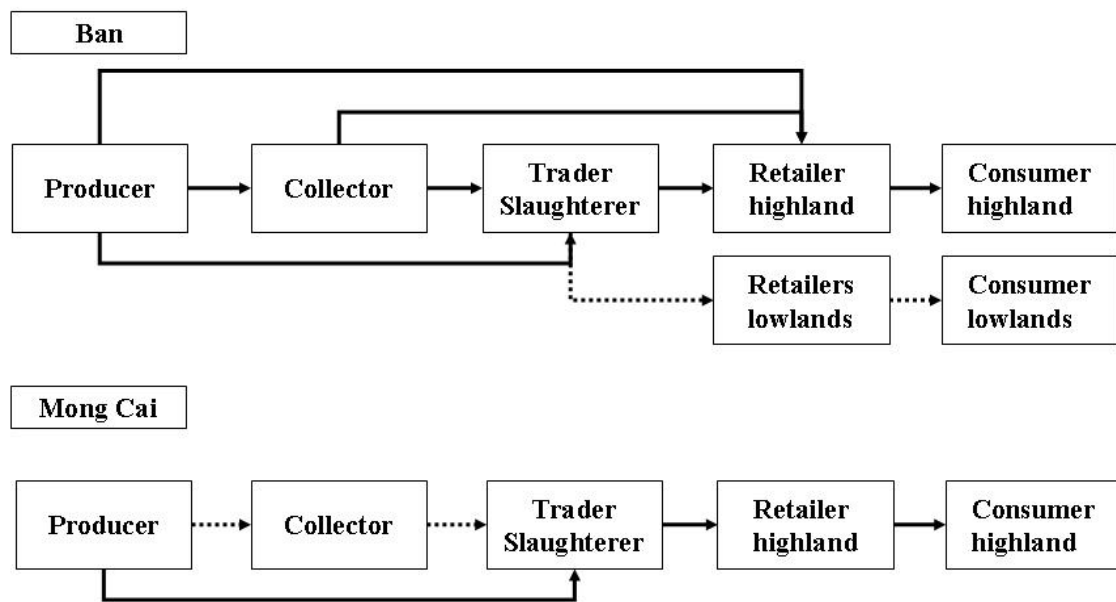 Ban
Producer
Collector
Trader
Slaughterer
Retailer
highland
Consumer
highland
Retailers
lowlands
Consumer
lowlands
Mong Cai
Producer
Collector
Trader
Slaughterer
Retailer
highland
Consumer
highland